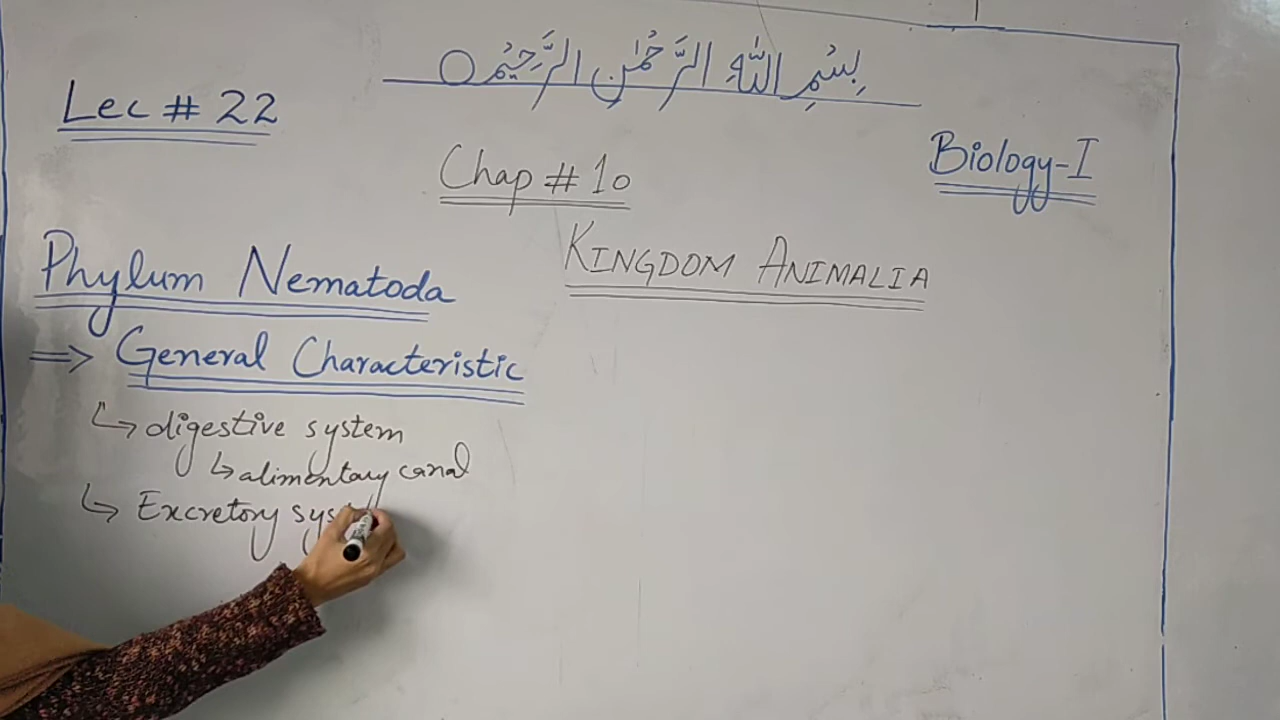 بِسْمِ اللّٰهِ الرَّحْمٰنِ الرَّحِيْمِ
Lec # 22
Biology-I
Chap # 10
KINGDOM ANIMALIA
Phylum Nematoda
⇒ General Characteristic
↳ digestive system
↳ alimentary canal
↳ Excretory sys